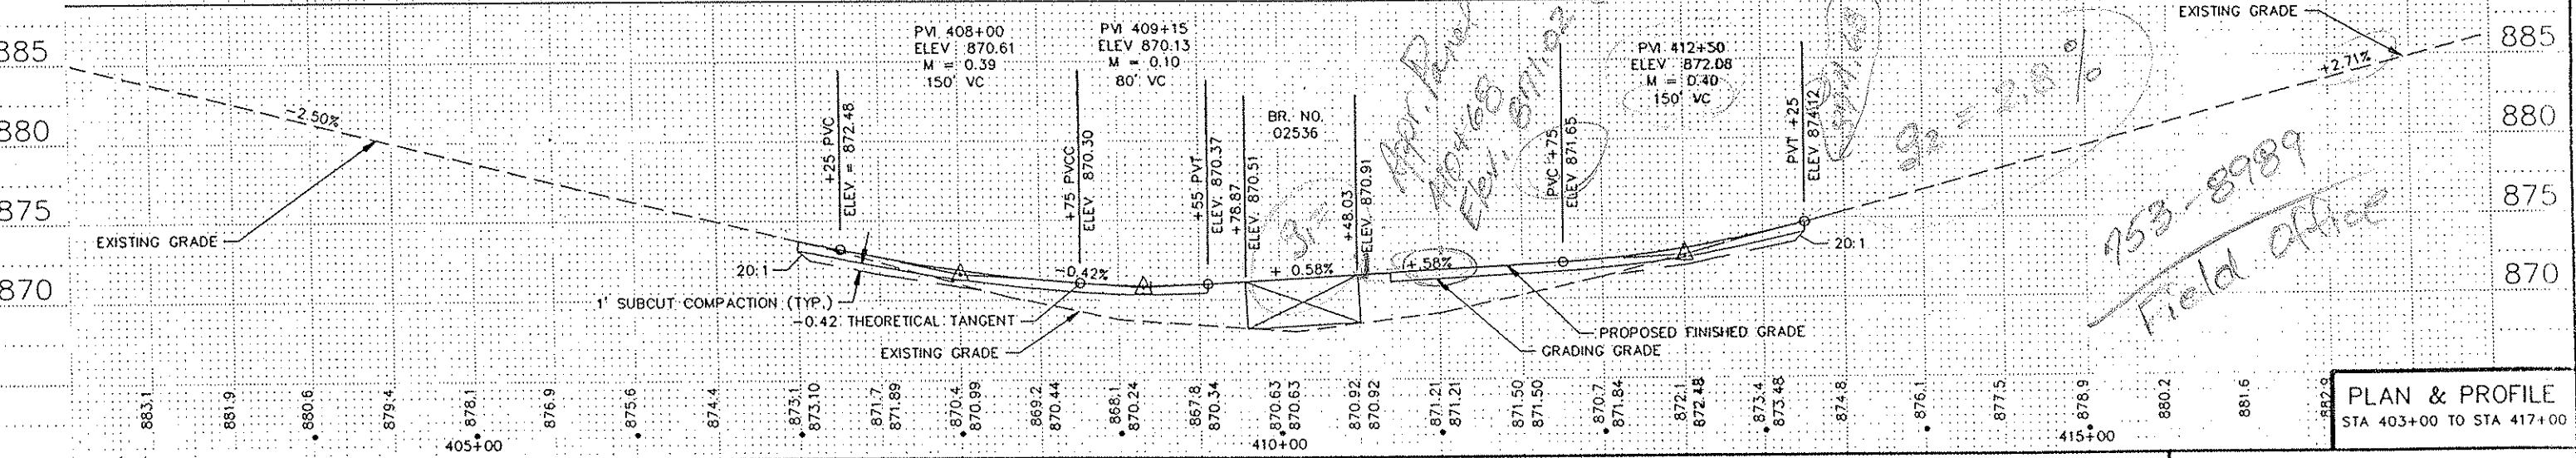 885
880
875
870
EXISTING GRADE
-2.50%
+25 PVC
ELEV = 872.48
20:1
1' SUBCUT COMPACTION (TYP.)
-0.42 THEORETICAL TANGENT
EXISTING GRADE
PVI 408+00
ELEV 870.61
M = 0.39
150' VC
-0.42%
+75 PVCC
ELEV. 870.30
PVI 409+15
ELEV 870.13
M = 0.10
80' VC
+55 PVT
ELEV. 870.37
+78.87
ELEV. 870.51
BR. NO.
02536
+ 0.58%
+48.03
ELEV. 870.91
Appr. Panel
410+68
Elev. 871.02
+.58%
PVC +75
ELEV 871.65
PVI 412+50
ELEV 872.08
M = 0.40
150' VC
PVT +25
ELEV 874.12
20:1
PROPOSED FINISHED GRADE
GRADING GRADE
g2 = 2.8%
753-8989
Field Office
EXISTING GRADE
+2.71%
885
880
875
870
883.1
881.9
880.6
879.4
878.1
876.9
875.6
874.4
873.1
873.10
871.7
871.89
870.4
870.99
869.2
870.44
868.1
870.24
867.8
870.34
870.63
870.63
870.92
870.92
871.21
871.21
871.50
871.50
870.7
871.84
872.1
872.48
873.4
873.48
874.8
876.1
877.5
878.9
880.2
881.6
882.9
405+00
410+00
415+00
PLAN & PROFILE
STA 403+00 TO STA 417+00